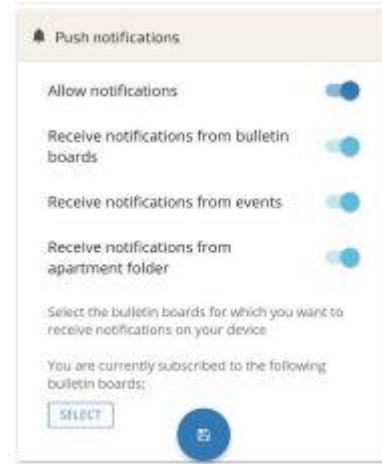 Push notifications
Allow notifications
Receive notifications from bulletin
boards
Receive notifications from events
Receive notifications from
apartment folder
Select the bulletin boards for which you want to
receive notifications on your device
You are currently subscribed to the following
bulletin boards:
SELECT